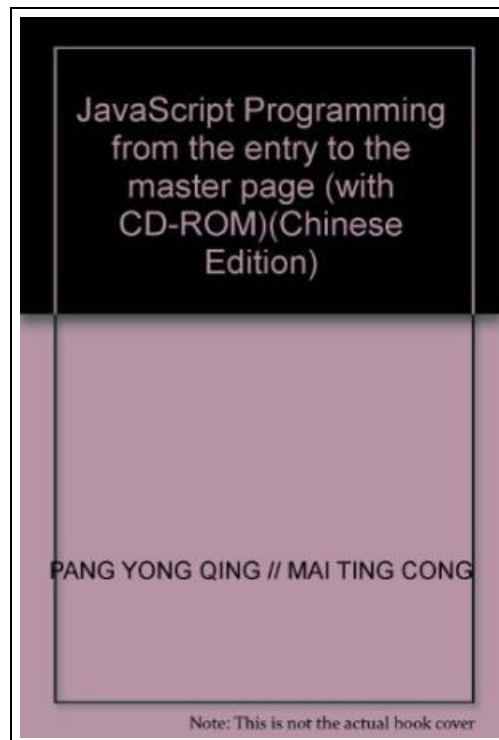 JavaScript Programming
from the entry to the
master page (with
CD-ROM)(Chinese
Edition)
PANG YONG QING // MAI TING CONG
Note: This is not the actual book cover